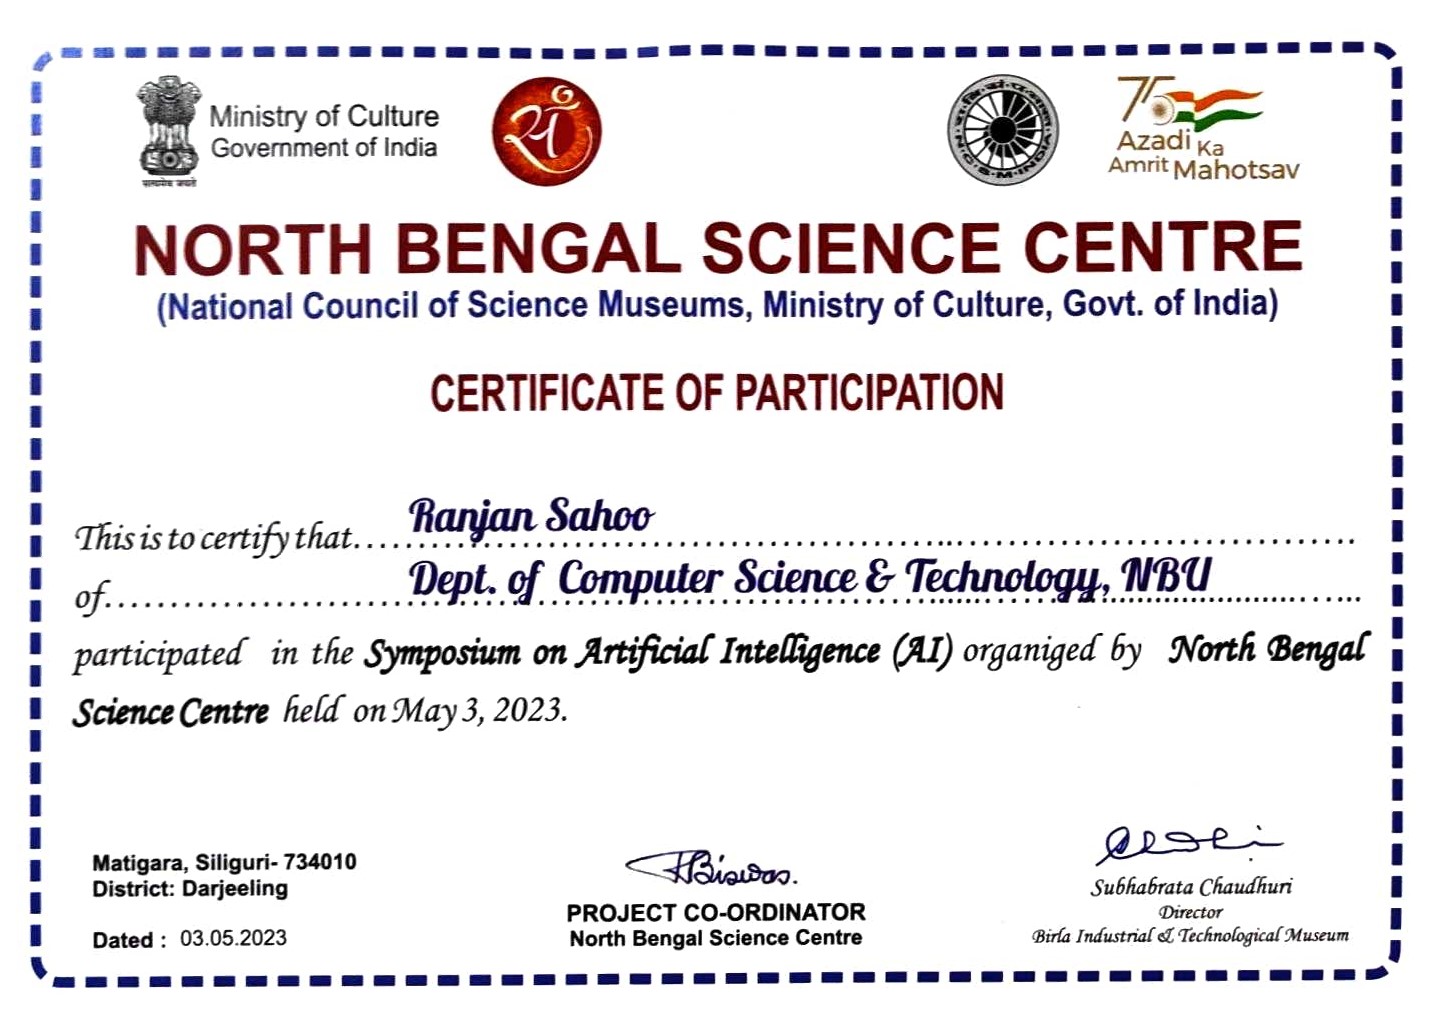 Ministry of Culture
Government of India
सत्यमेव जयते
सं
N.C.S.M. INDIA
75
Azadi Ka
Amrit Mahotsav
NORTH BENGAL SCIENCE CENTRE
(National Council of Science Museums, Ministry of Culture, Govt. of India)
CERTIFICATE OF PARTICIPATION
This is to certify that Ranjan Sahoo
of Dept. of Computer Science & Technology, NBU
participated in the Symposium on Artificial Intelligence (AI) organiged by North Bengal
Science Centre held on May 3, 2023.
Matigara, Siliguri- 734010
District: Darjeeling
Dated : 03.05.2023
Biswas.
PROJECT CO-ORDINATOR
North Bengal Science Centre
Subhabrata Chaudhuri
Director
Birla Industrial & Technological Museum